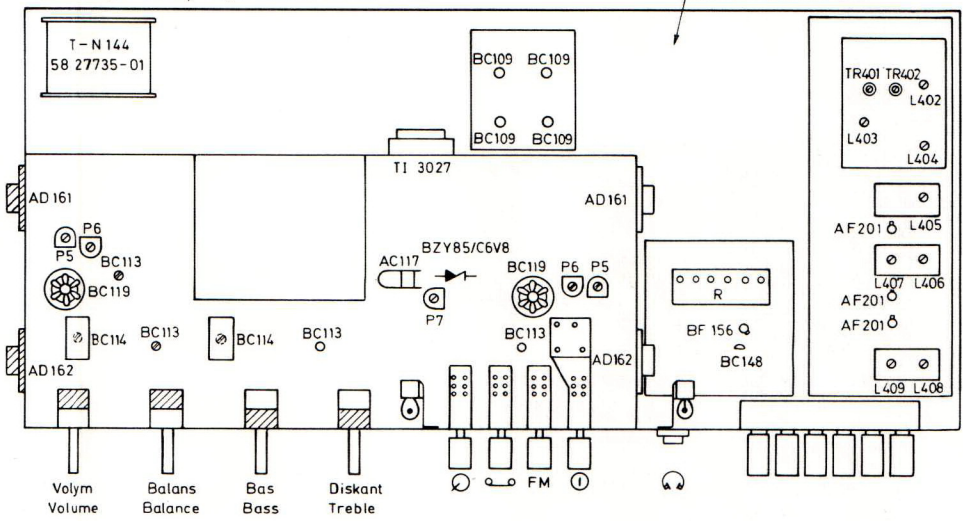 T-N 144
58 27735-01
BC109 BC109
BC109 BC109
TR401 TR402
L402
L403
L404
TI 3027
AD161
AD161
P5
P6
BC113
BC119
AC117
BZY85/C6V8
P7
BC119
P6 P5
AF201
L405
L407 L406
AF201
AF201
R
BF 156
BC148
BC114
BC113
BC114
BC113
BC113
AD162
AD162
L409 L408
FM
Volym
Volume
Balans
Balance
Bas
Bass
Diskant
Treble